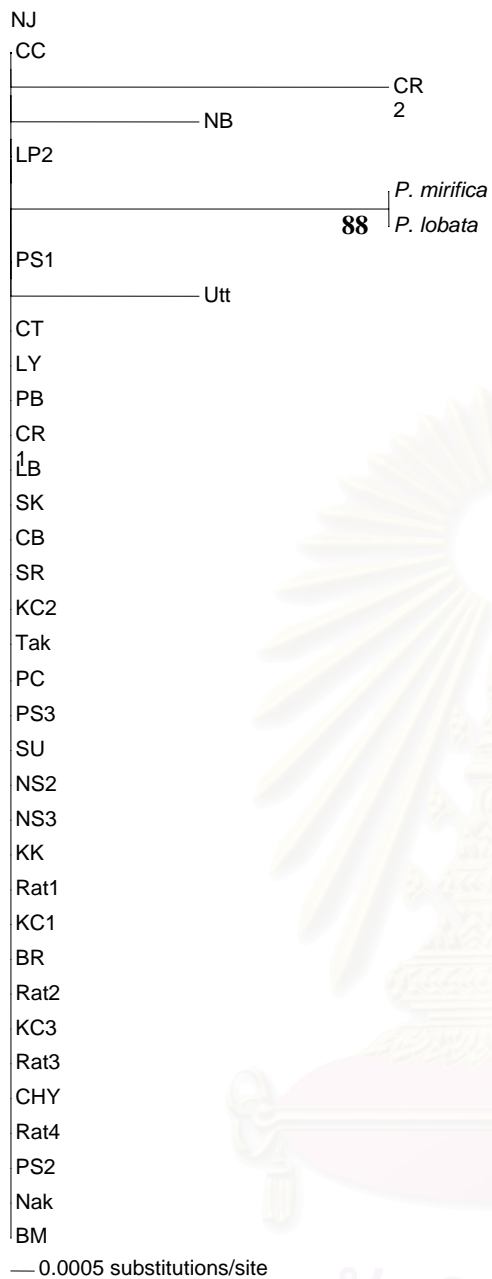 NJ
CC
CR
2
NB
LP2
P. mirifica
88
P. lobata
PS1
Utt
CT
LY
PB
CR
1
LB
SK
CB
SR
KC2
Tak
PC
PS3
SU
NS2
NS3
KK
Rat1
KC1
BR
Rat2
KC3
Rat3
CHY
Rat4
PS2
Nak
BM
0.0005 substitutions/site